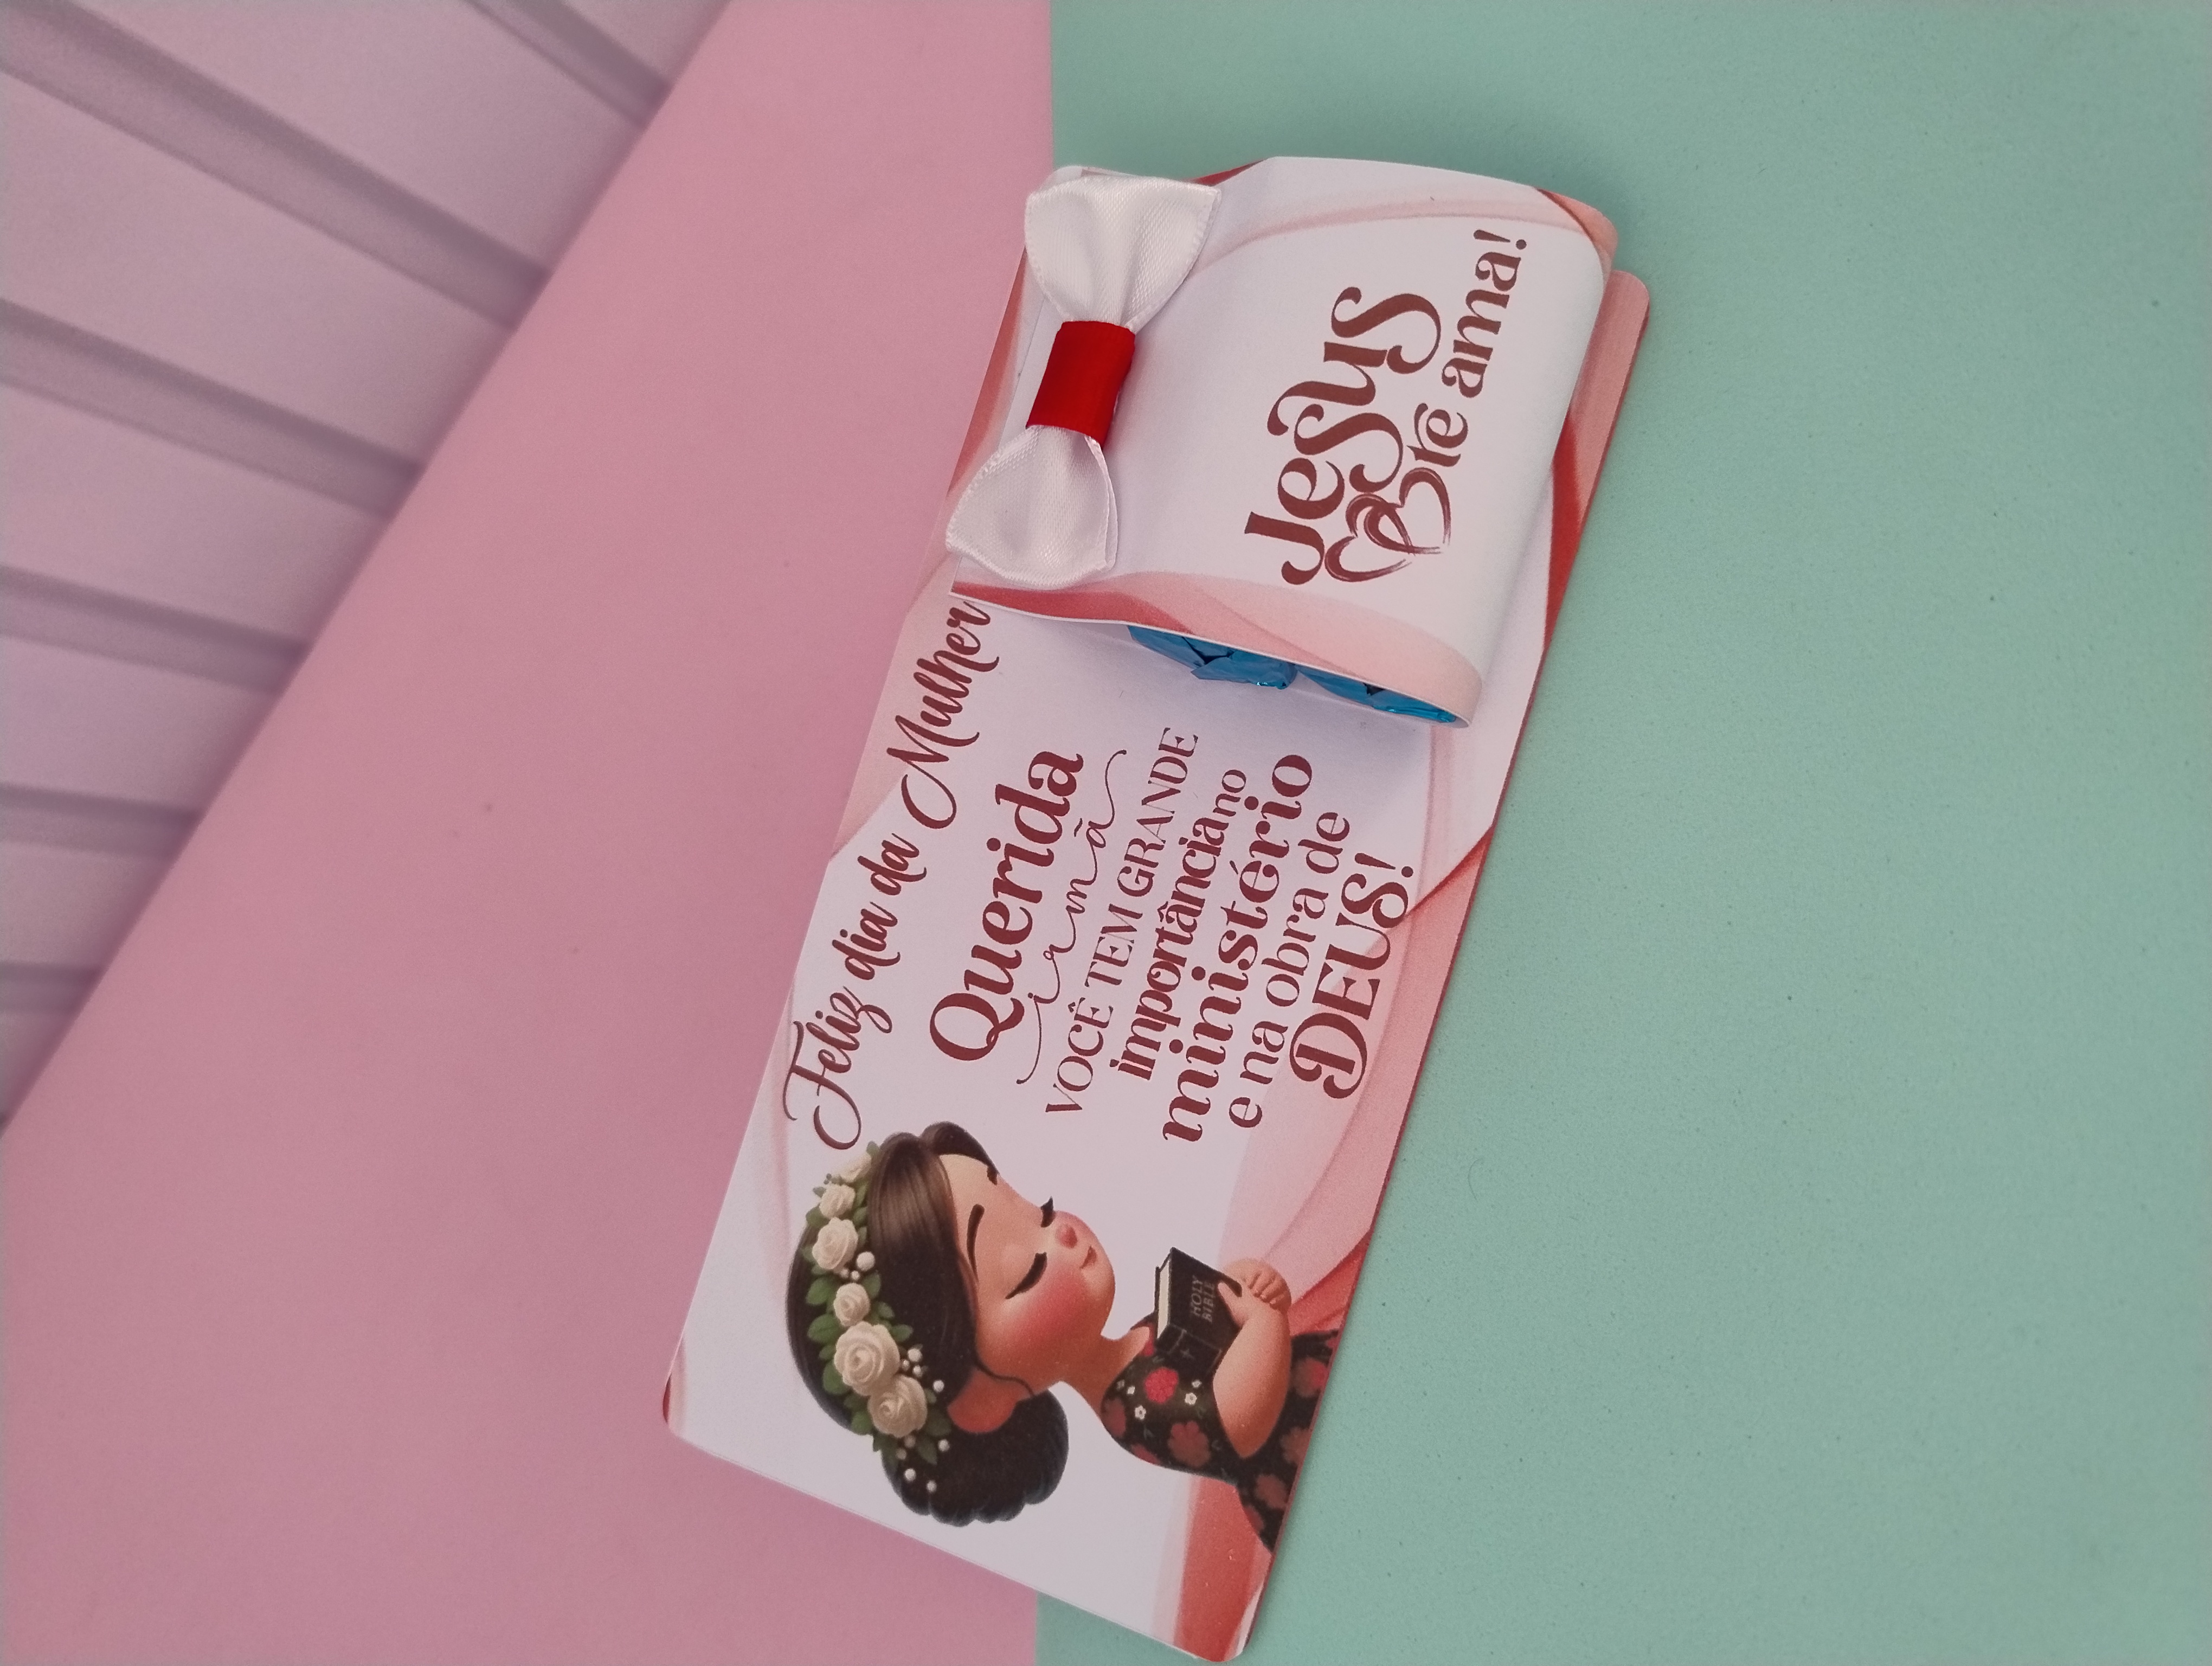 Feliz dia da Mulher
Querida
irmã
VOCÊ TEM GRANDE
importância no
ministério
e na obra de
DEUS!
HOLY
BIBLE
Jesus
te ama!